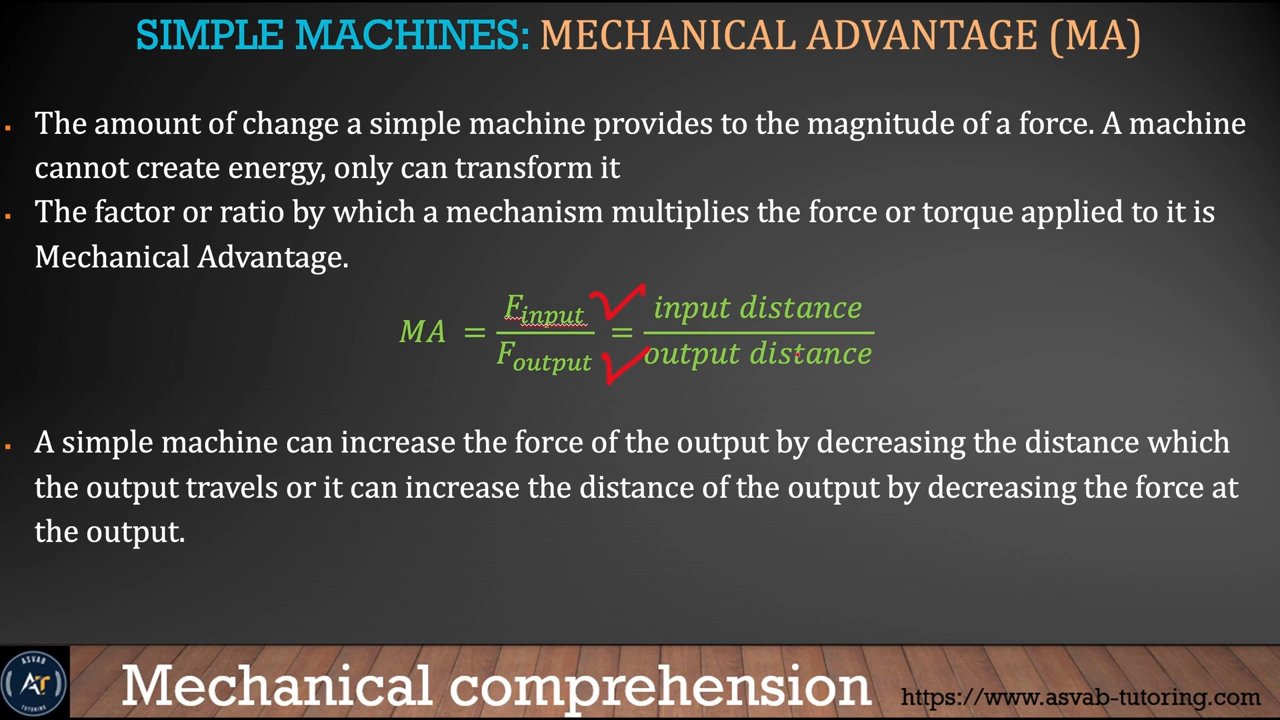 SIMPLE MACHINES: MECHANICAL ADVANTAGE (MA)
▪ The amount of change a simple machine provides to the magnitude of a force. A machine
cannot create energy, only can transform it
▪ The factor or ratio by which a mechanism multiplies the force or torque applied to it is
Mechanical Advantage.
MA = F_input / F_output = input distance / output distance
▪ A simple machine can increase the force of the output by decreasing the distance which
the output travels or it can increase the distance of the output by decreasing the force at
the output.
ASVAB
AT
TUTORING
Mechanical comprehension
https://www.asvab-tutoring.com